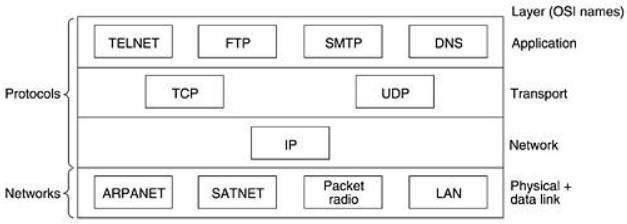 Layer (OSI names)
TELNET FTP SMTP DNS Application
Protocols TCP UDP Transport
IP Network
Networks ARPANET SATNET Packet radio LAN Physical + data link